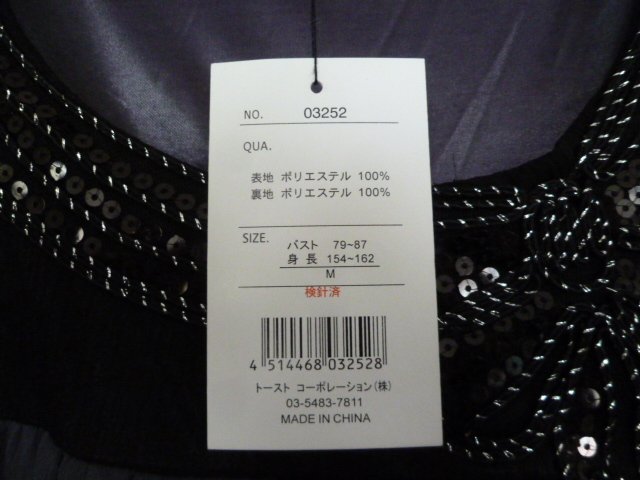 NO. 03252
QUA.
表地 ポリエステル 100%
裏地 ポリエステル 100%
SIZE.
バスト 79~87
身 長 154~162
M
検針済
4 514468 032528
トースト コーポレーション(株)
03-5483-7811
MADE IN CHINA